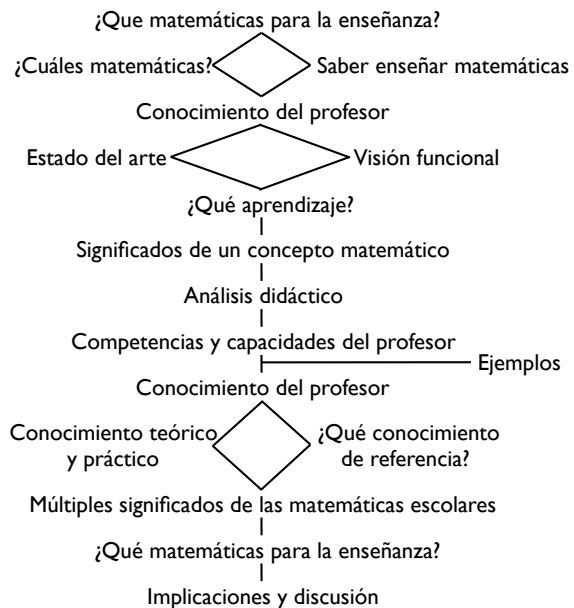 ¿Que matemáticas para la enseñanza?
¿Cuáles matemáticas?
Saber enseñar matemáticas
Conocimiento del profesor
Estado del arte
Visión funcional
¿Qué aprendizaje?
Significados de un concepto matemático
Análisis didáctico
Competencias y capacidades del profesor
Ejemplos
Conocimiento del profesor
Conocimiento teórico
y práctico
¿Qué conocimiento
de referencia?
Múltiples significados de las matemáticas escolares
¿Qué matemáticas para la enseñanza?
Implicaciones y discusión